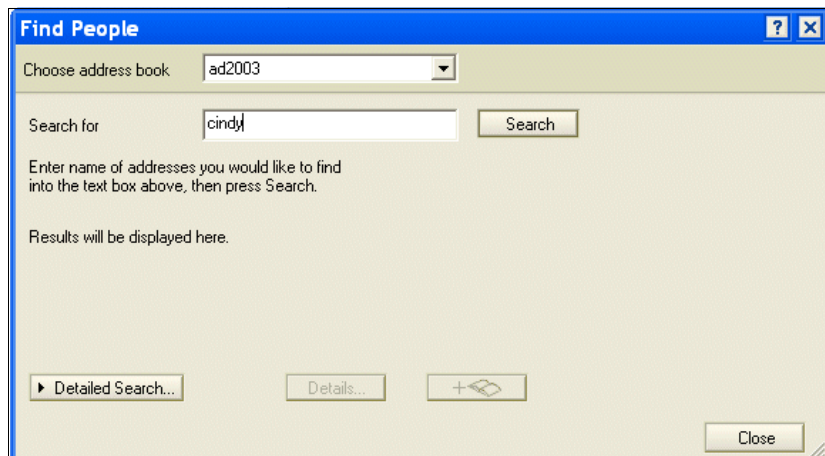 Find People
Choose address book ad2003
Search for cindy Search
Enter name of addresses you would like to find
into the text box above, then press Search.
Results will be displayed here.
Detailed Search... Details...
Close